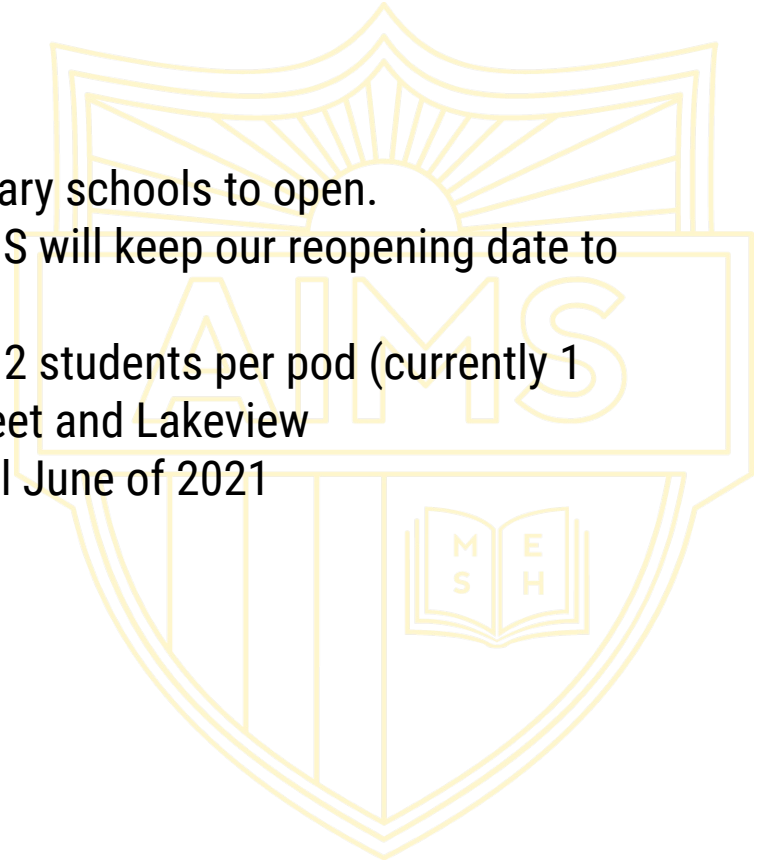 ary schools to open.
S will keep our reopening date to
2 students per pod (currently 1
eet and Lakeview
l June of 2021
AIMS
M E
S H